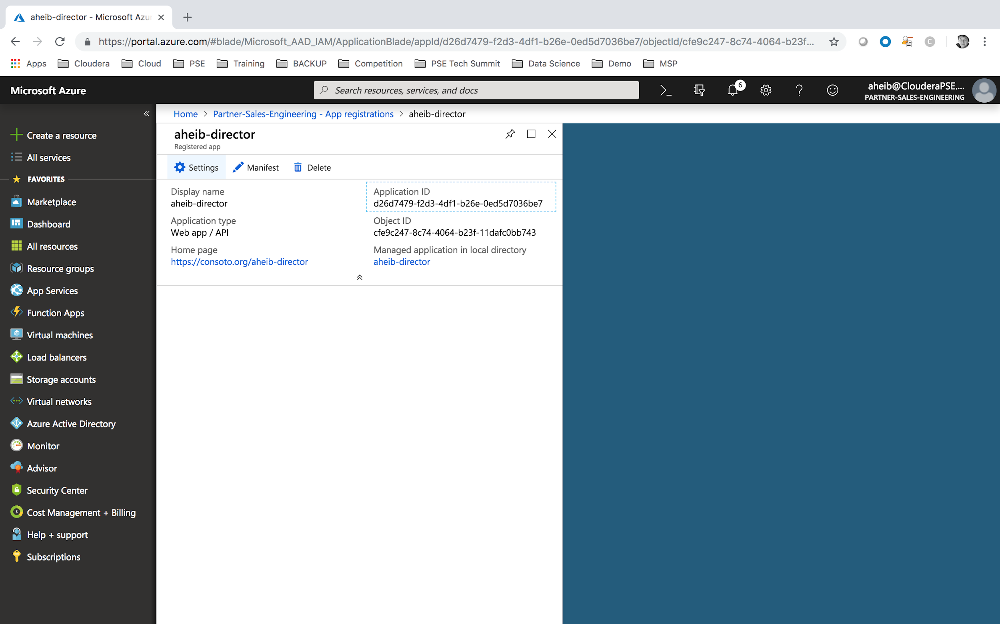 aheib-director - Microsoft Azu
https://portal.azure.com/#blade/Microsoft_AAD_IAM/ApplicationBlade/appId/d26d7479-f2d3-4df1-b26e-0ed5d7036be7/objectId/cfe9c247-8c74-4064-b23f...
C
Apps Cloudera Cloud PSE Training BACKUP Competition PSE Tech Summit Data Science Demo MSP
Microsoft Azure
Search resources, services, and docs
6
aheib@ClouderaPSE....
PARTNER-SALES-ENGINEERING
Home > Partner-Sales-Engineering - App registrations > aheib-director
Create a resource
All services
FAVORITES
Marketplace
Dashboard
All resources
Resource groups
App Services
Function Apps
Virtual machines
Load balancers
Storage accounts
Virtual networks
Azure Active Directory
Monitor
Advisor
Security Center
Cost Management + Billing
Help + support
Subscriptions
aheib-director
Registered app
Settings Manifest Delete
Display name
aheib-director
Application type
Web app / API
Home page
https://consoto.org/aheib-director
Application ID
d26d7479-f2d3-4df1-b26e-0ed5d7036be7
Object ID
cfe9c247-8c74-4064-b23f-11dafc0bb743
Managed application in local directory
aheib-director